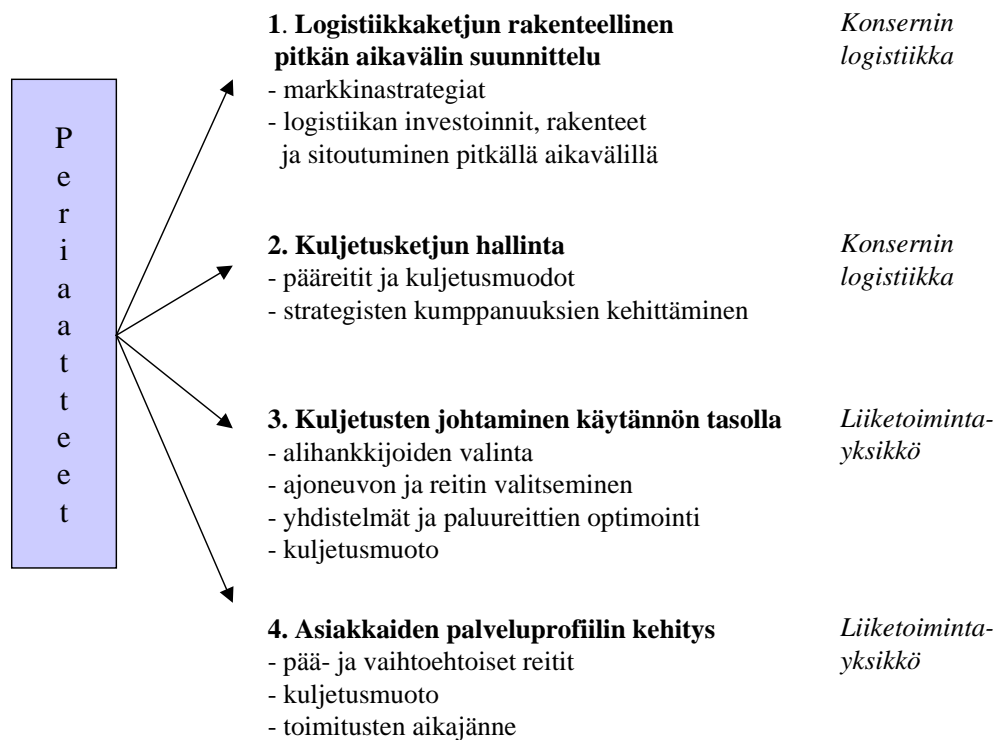 Periaatteet
1. Logistiikkaketjun rakenteellinen
pitkän aikavälin suunnittelu
- markkinastrategiat
- logistiikan investoinnit, rakenteet
ja sitoutuminen pitkällä aikavälillä
Konsernin
logistiikka
2. Kuljetusketjun hallinta
- pääreitit ja kuljetusmuodot
- strategisten kumppanuuksien kehittäminen
Konsernin
logistiikka
3. Kuljetusten johtaminen käytännön tasolla
- alihankkijoiden valinta
- ajoneuvon ja reitin valitseminen
- yhdistelmät ja paluureittien optimointi
- kuljetusmuoto
Liiketoiminta-
yksikkö
4. Asiakkaiden palveluprofiilin kehitys
- pää- ja vaihtoehtoiset reitit
- kuljetusmuoto
- toimitusten aikajänne
Liiketoiminta-
yksikkö